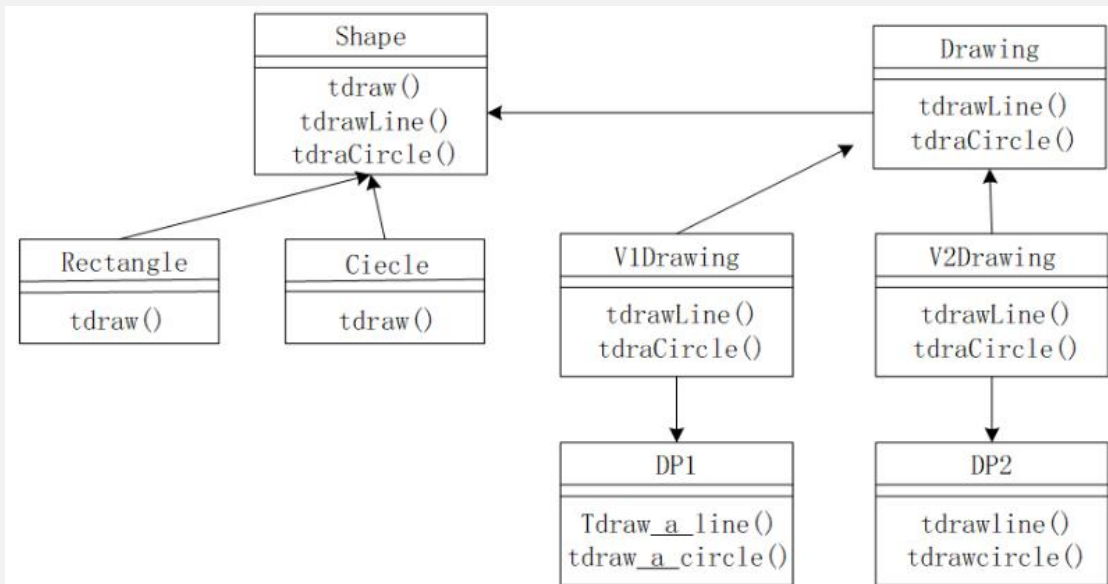 Shape
tdraw()
tdrawLine()
tdraCircle()
Drawing
tdrawLine()
tdraCircle()
Rectangle
tdraw()
Ciecle
tdraw()
V1Drawing
tdrawLine()
tdraCircle()
V2Drawing
tdrawLine()
tdraCircle()
DP1
Tdraw_a_line()
tdraw_a_circle()
DP2
tdrawline()
tdrawcircle()